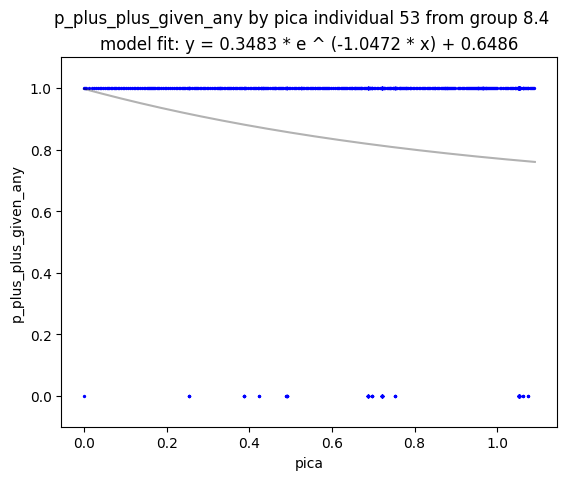 p_plus_plus_given_any by pica individual 53 from group 8.4
model fit: y = 0.3483 * e ^ (-1.0472 * x) + 0.6486
1.0
0.8
0.6
0.4
0.2
0.0
p_plus_plus_given_any
0.0 0.2 0.4 0.6 0.8 1.0
pica